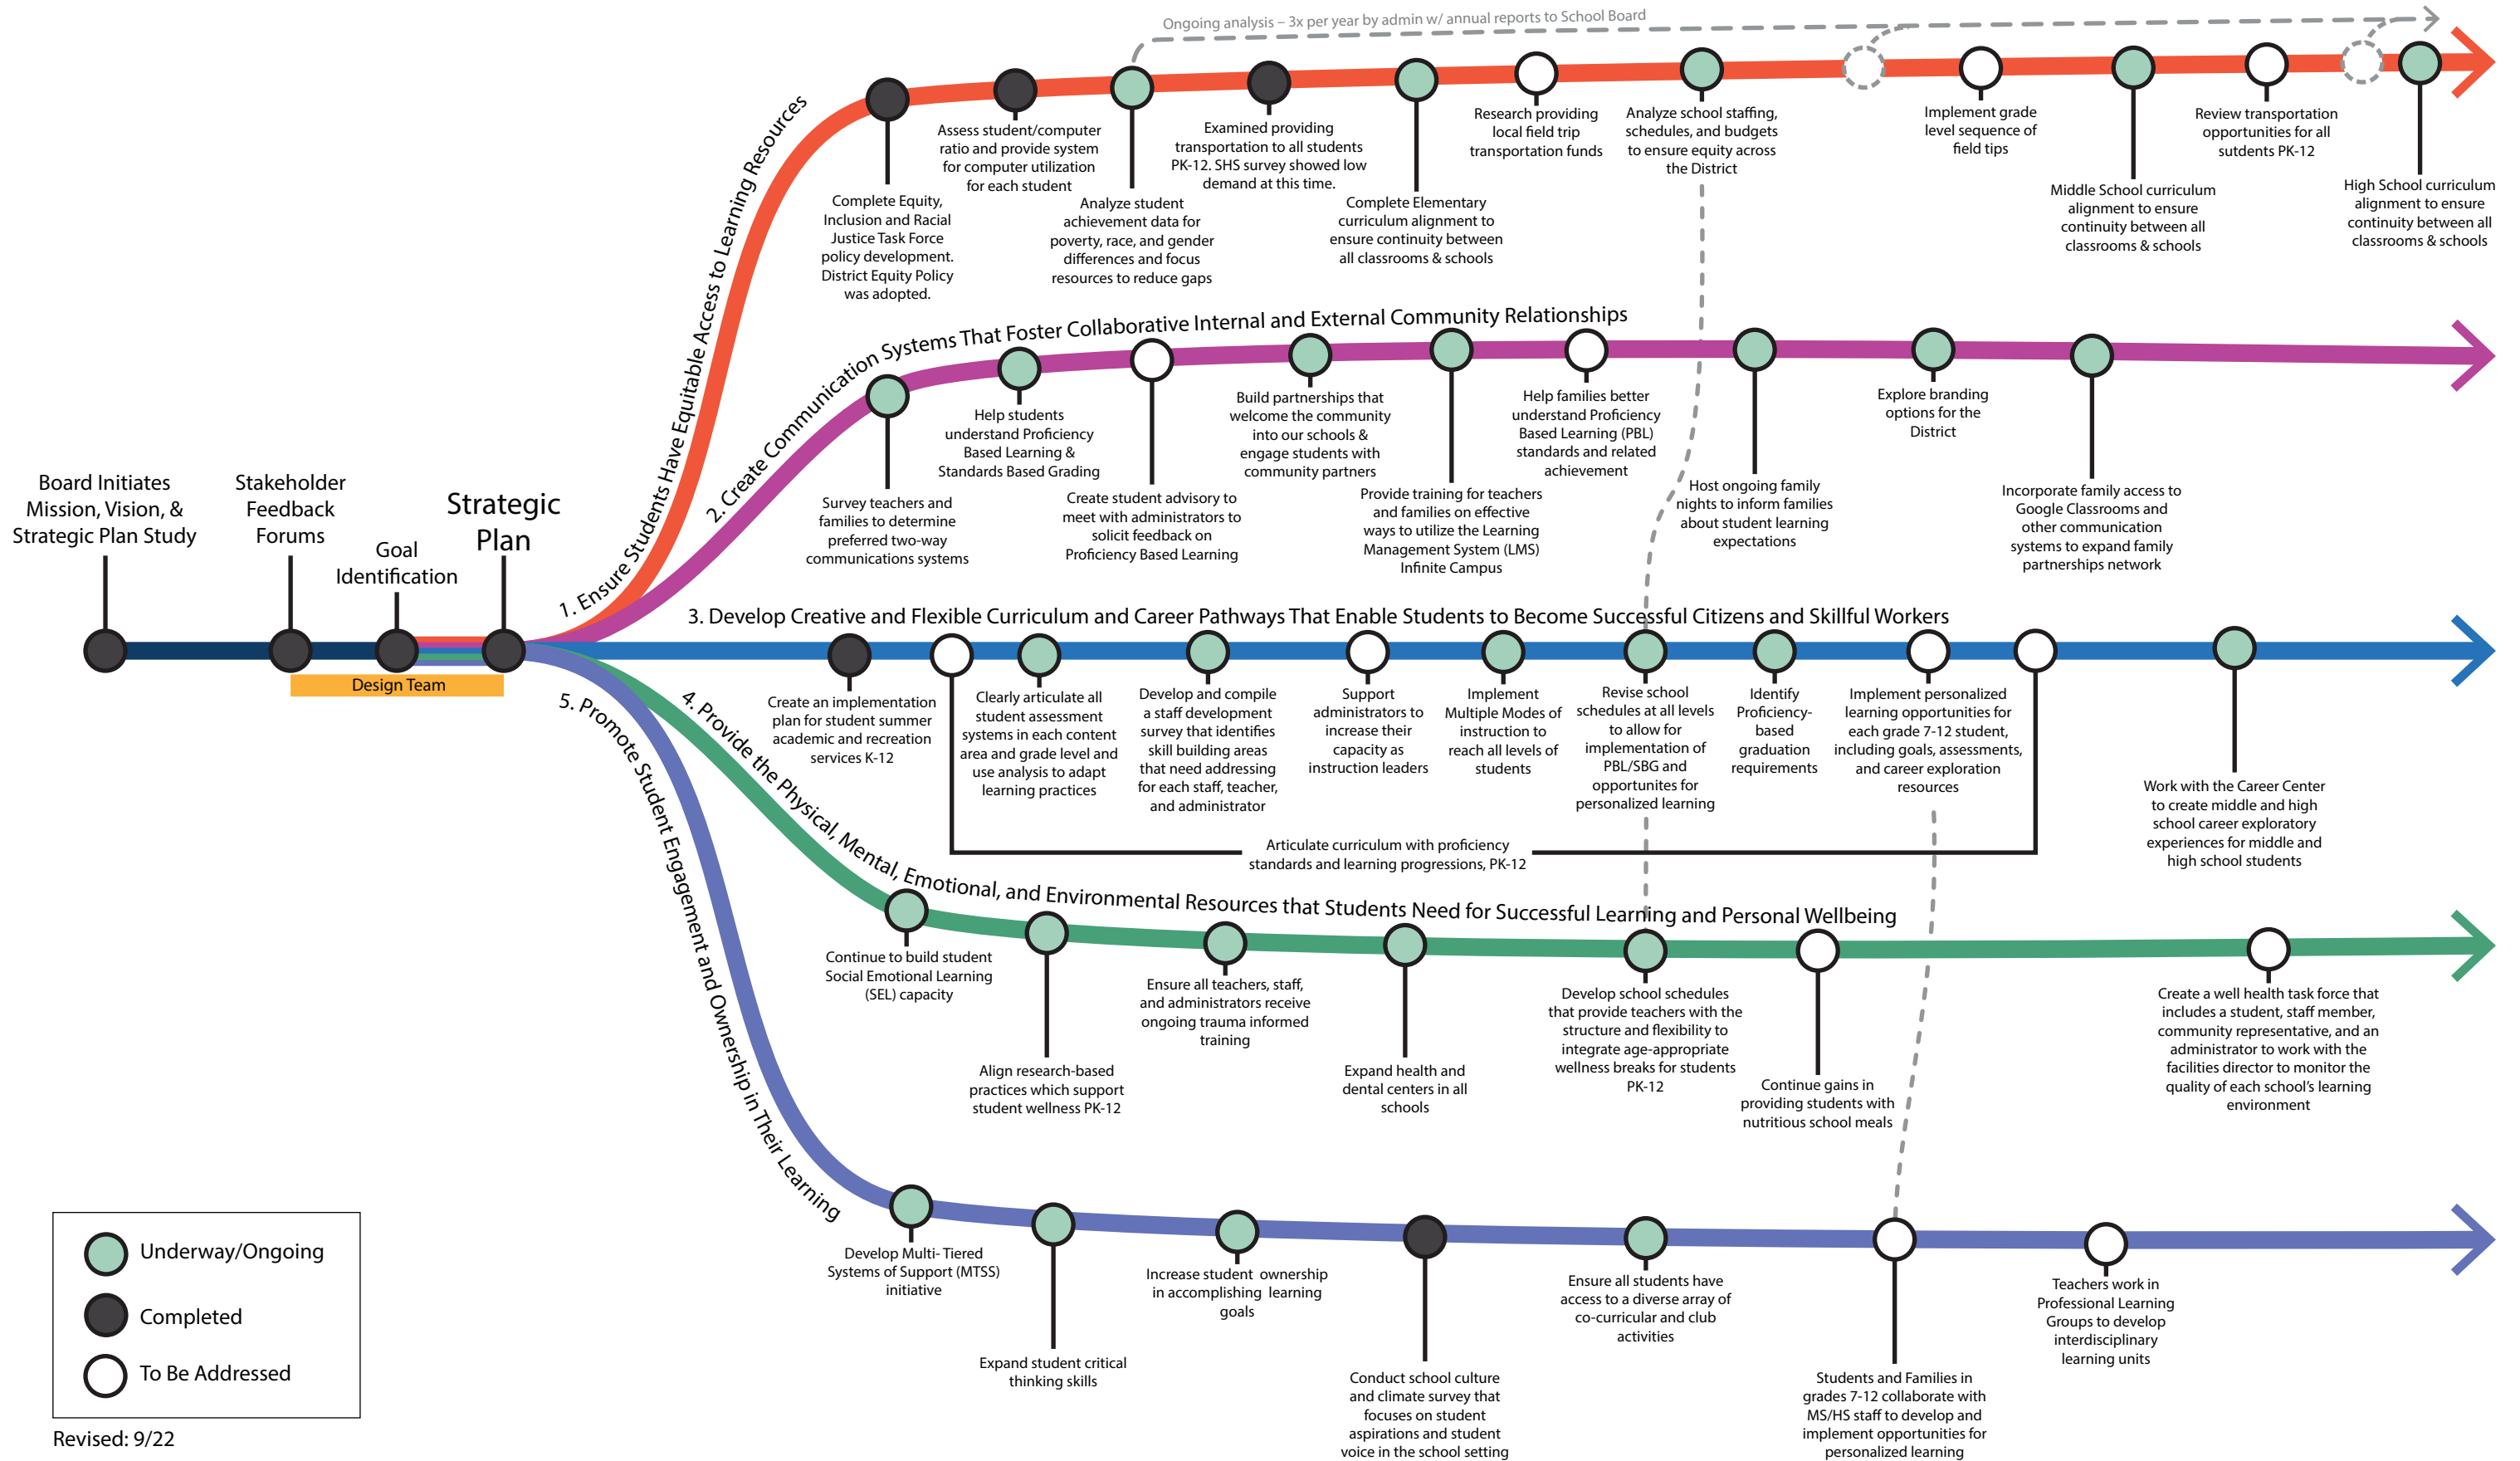 Ongoing analysis – 3x per year by admin w/ annual reports to School Board
1. Ensure Students Have Equitable Access to Learning Resources
Complete Equity,
Inclusion and Racial
Justice Task Force
policy development.
District Equity Policy
was adopted.
Assess student/computer
ratio and provide system
for computer utilization
for each student
Analyze student
achievement data for
poverty, race, and gender
differences and focus
resources to reduce gaps
Examined providing
transportation to all students
PK-12. SHS survey showed low
demand at this time.
Complete Elementary
curriculum alignment to
ensure continuity between
all classrooms & schools
Research providing
local field trip
transportation funds
Analyze school staffing,
schedules, and budgets
to ensure equity across
the District
Implement grade
level sequence of
field tips
Middle School curriculum
alignment to ensure
continuity between all
classrooms & schools
Review transportation
opportunities for all
sutdents PK-12
High School curriculum
alignment to ensure
continuity between all
classrooms & schools
2. Create Communication Systems That Foster Collaborative Internal and External Community Relationships
Survey teachers and
families to determine
preferred two-way
communications systems
Help students
understand Proficiency
Based Learning &
Standards Based Grading
Create student advisory to
meet with administrators to
solicit feedback on
Proficiency Based Learning
Build partnerships that
welcome the community
into our schools &
engage students with
community partners
Provide training for teachers
and families on effective
ways to utilize the Learning
Management System (LMS)
Infinite Campus
Help families better
understand Proficiency
Based Learning (PBL)
standards and related
achievement
Host ongoing family
nights to inform families
about student learning
expectations
Explore branding
options for the
District
Incorporate family access to
Google Classrooms and
other communication
systems to expand family
partnerships network
Board Initiates
Mission, Vision, &
Strategic Plan Study
Stakeholder
Feedback
Forums
Goal
Identification
Strategic
Plan
Design Team
3. Develop Creative and Flexible Curriculum and Career Pathways That Enable Students to Become Successful Citizens and Skillful Workers
Create an implementation
plan for student summer
academic and recreation
services K-12
Clearly articulate all
student assessment
systems in each content
area and grade level and
use analysis to adapt
learning practices
Develop and compile
a staff development
survey that identifies
skill building areas
that need addressing
for each staff, teacher,
and administrator
Support
administrators to
increase their
capacity as
instruction leaders
Implement
Multiple Modes of
instruction to
reach all levels of
students
Revise school
schedules at all levels
to allow for
implementation of
PBL/SBG and
opportunites for
personalized learning
Identify
Proficiency-
based
graduation
requirements
Implement personalized
learning opportunities for
each grade 7-12 student,
including goals, assessments,
and career exploration
resources
Work with the Career Center
to create middle and high
school career exploratory
experiences for middle and
high school students
Articulate curriculum with proficiency
standards and learning progressions, PK-12
4. Provide the Physical, Mental, Emotional, and Environmental Resources that Students Need for Successful Learning and Personal Wellbeing
Continue to build student
Social Emotional Learning
(SEL) capacity
Align research-based
practices which support
student wellness PK-12
Ensure all teachers, staff,
and administrators receive
ongoing trauma informed
training
Expand health and
dental centers in all
schools
Develop school schedules
that provide teachers with the
structure and flexibility to
integrate age-appropriate
wellness breaks for students
PK-12
Continue gains in
providing students with
nutritious school meals
Create a well health task force that
includes a student, staff member,
community representative, and an
administrator to work with the
facilities director to monitor the
quality of each school's learning
environment
5. Promote Student Engagement and Ownership in Their Learning
Develop Multi- Tiered
Systems of Support (MTSS)
initiative
Expand student critical
thinking skills
Increase student ownership
in accomplishing learning
goals
Conduct school culture
and climate survey that
focuses on student
aspirations and student
voice in the school setting
Ensure all students have
access to a diverse array of
co-curricular and club
activities
Students and Families in
grades 7-12 collaborate with
MS/HS staff to develop and
implement opportunities for
personalized learning
Teachers work in
Professional Learning
Groups to develop
interdisciplinary
learning units
Underway/Ongoing
Completed
To Be Addressed
Revised: 9/22